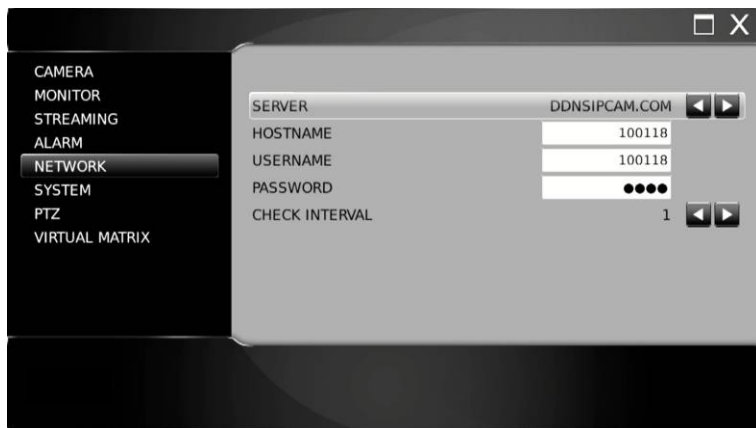 X
CAMERA
MONITOR
STREAMING
ALARM
NETWORK
SYSTEM
PTZ
VIRTUAL MATRIX
SERVER DDNSIPCAM.COM
HOSTNAME 100118
USERNAME 100118
PASSWORD ●●●●
CHECK INTERVAL 1